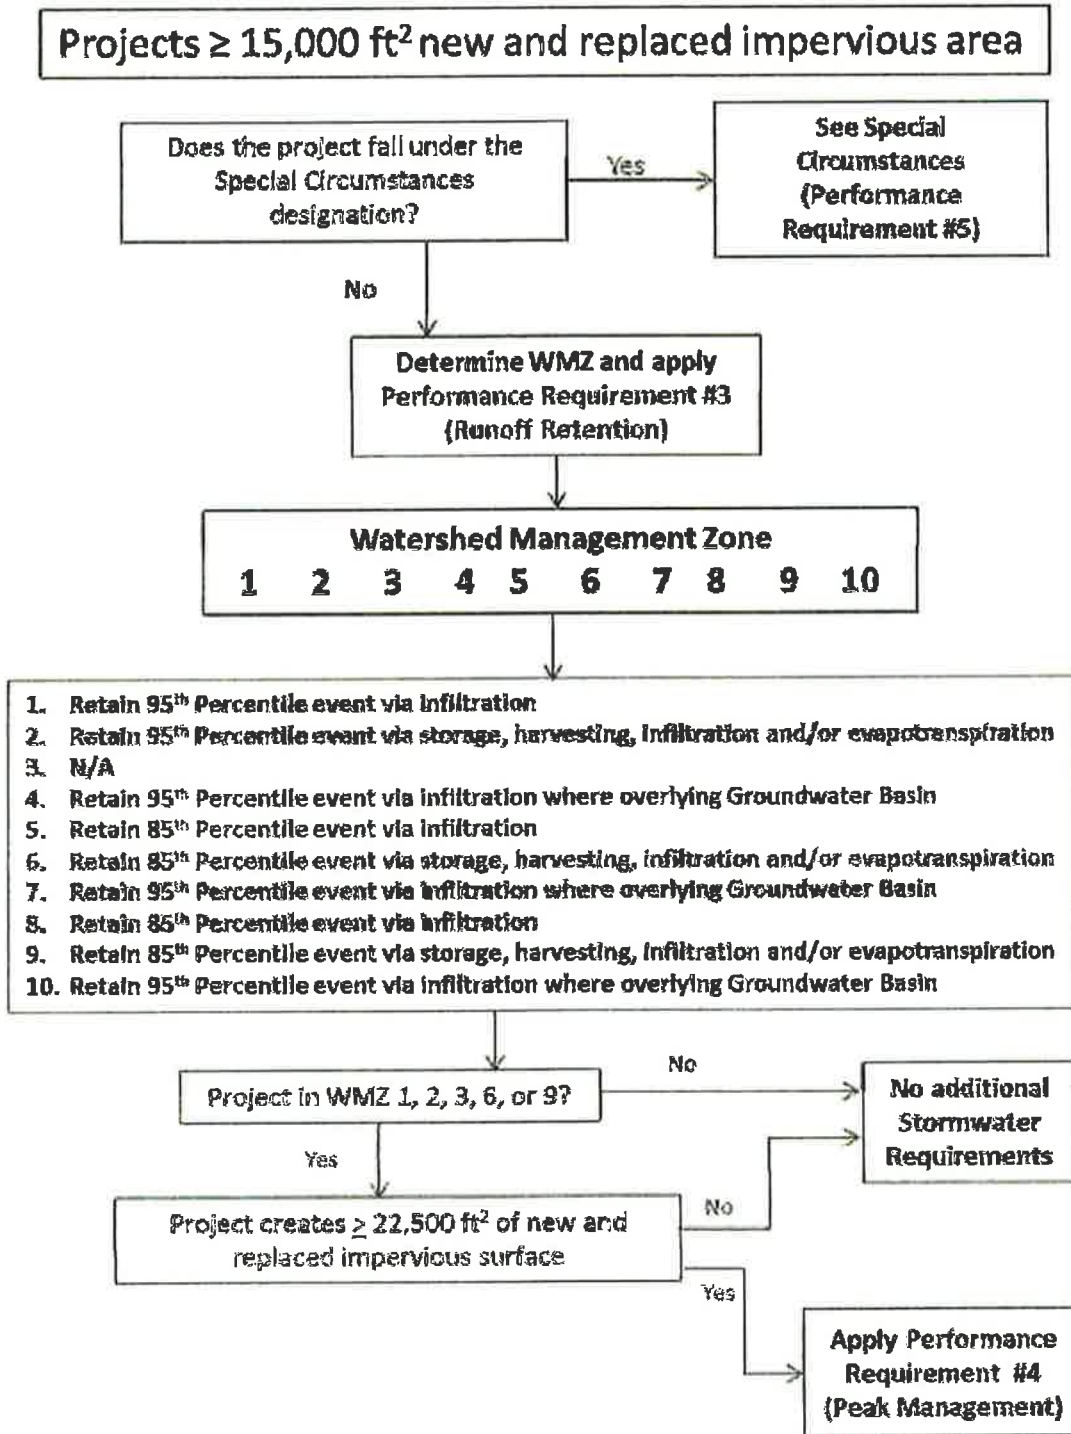 Projects ≥ 15,000 ft² new and replaced impervious area
Does the project fall under the
Special Circumstances
designation?
Yes
See Special
Circumstances
(Performance
Requirement #5)
No
Determine WMZ and apply
Performance Requirement #3
(Runoff Retention)
Watershed Management Zone
1 2 3 4 5 6 7 8 9 10
1. Retain 95th Percentile event via infiltration
2. Retain 95th Percentile event via storage, harvesting, infiltration and/or evapotranspiration
3. N/A
4. Retain 95th Percentile event via infiltration where overlying Groundwater Basin
5. Retain 85th Percentile event via infiltration
6. Retain 85th Percentile event via storage, harvesting, infiltration and/or evapotranspiration
7. Retain 95th Percentile event via infiltration where overlying Groundwater Basin
8. Retain 85th Percentile event via infiltration
9. Retain 85th Percentile event via storage, harvesting, infiltration and/or evapotranspiration
10. Retain 95th Percentile event via infiltration where overlying Groundwater Basin
Project in WMZ 1, 2, 3, 6, or 9?
No
No additional
Stormwater
Requirements
Yes
Project creates ≥ 22,500 ft² of new and
replaced impervious surface
No
Yes
Apply Performance
Requirement #4
(Peak Management)